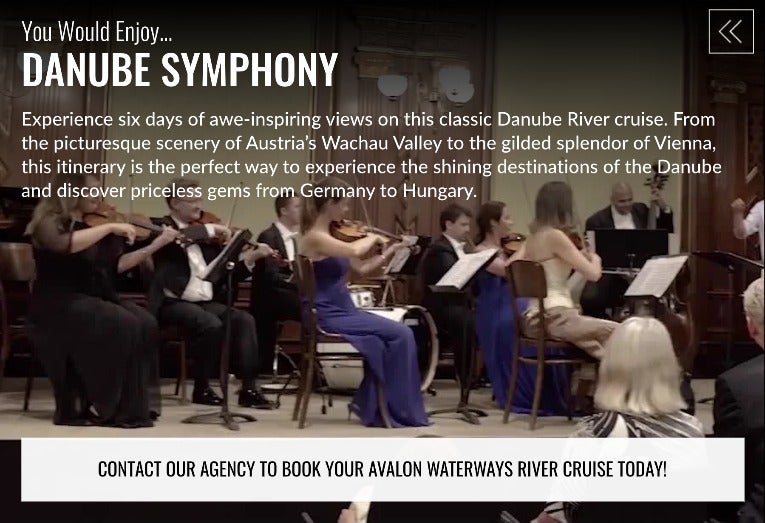 You Would Enjoy...
DANUBE SYMPHONY
Experience six days of awe-inspiring views on this classic Danube River cruise. From
the picturesque scenery of Austria's Wachau Valley to the gilded splendor of Vienna,
this itinerary is the perfect way to experience the shining destinations of the Danube
and discover priceless gems from Germany to Hungary.
CONTACT OUR AGENCY TO BOOK YOUR AVALON WATERWAYS RIVER CRUISE TODAY!